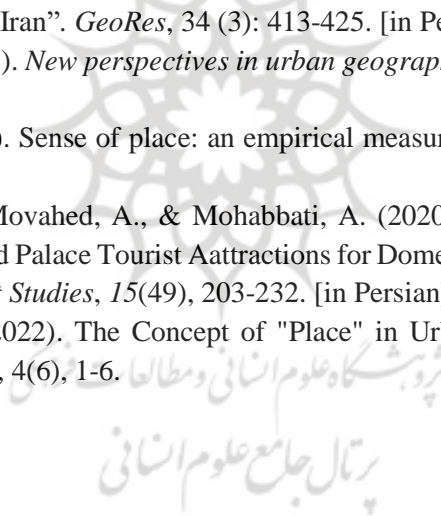 Iran”. GeoRes, 34 (3): 413-425. [in Pe
). New perspectives in urban geograp
). Sense of place: an empirical measur
Movahed, A., & Mohabbati, A. (2020
d Palace Tourist Aattractions for Dome
t Studies, 15(49), 203-232. [in Persian
2022). The Concept of "Place" in Ur
, 4(6), 1-6.
پژوهشگاه علوم انسانی و مطالعات فرهنگی
پرتال جامع علوم انسانی